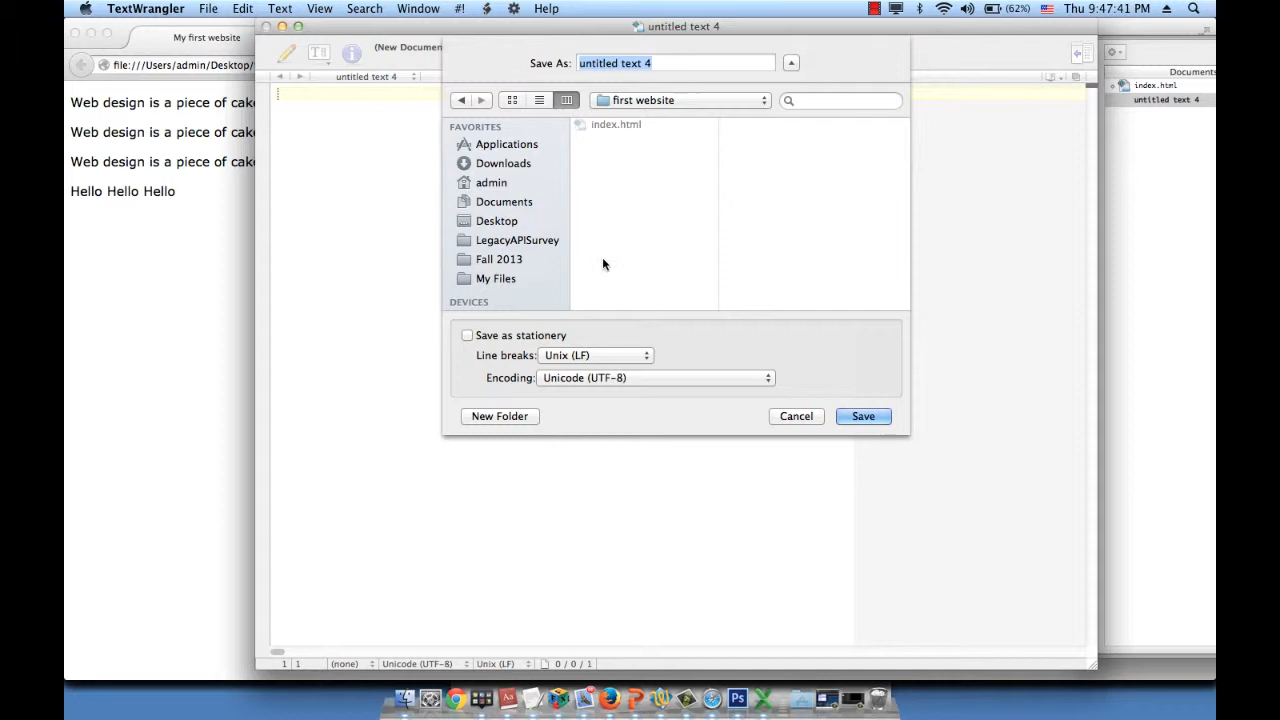 TextWrangler File Edit Text View Search Window #! Help (62%) Thu 9:47:41 PM
My first website
untitled text 4
file:///Users/admin/Desktop/
(New Documen
Save As: untitled text 4
Documents
untitled text 4
index.html
untitled text 4
first website
Web design is a piece of cake
Web design is a piece of cake
Web design is a piece of cake
Hello Hello Hello
FAVORITES
Applications
Downloads
admin
Documents
Desktop
LegacyAPISurvey
Fall 2013
My Files
DEVICES
index.html
Save as stationery
Line breaks: Unix (LF)
Encoding: Unicode (UTF-8)
New Folder Cancel Save
1 1 (none) Unicode (UTF-8) Unix (LF) 0 / 0 / 1